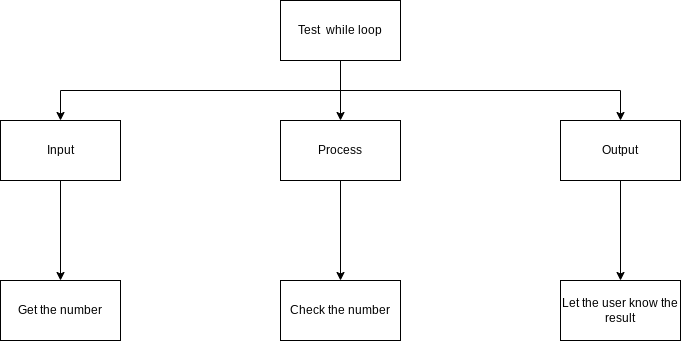 Test  while loop
Input
Process
Output
Get the number
Check the number
Let the user know the
result